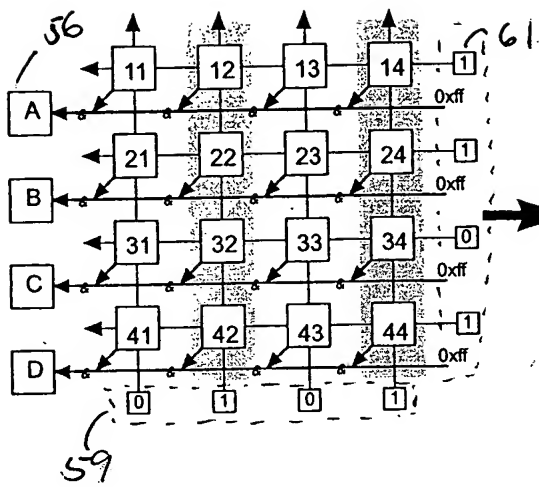 56 61
11 12 13 14 1
A & & & & 0xff
21 22 23 24 1
B & & & & 0xff
31 32 33 34 0
C & & & & 0xff
41 42 43 44 1
D & & & & 0xff
0 1 0 1
59